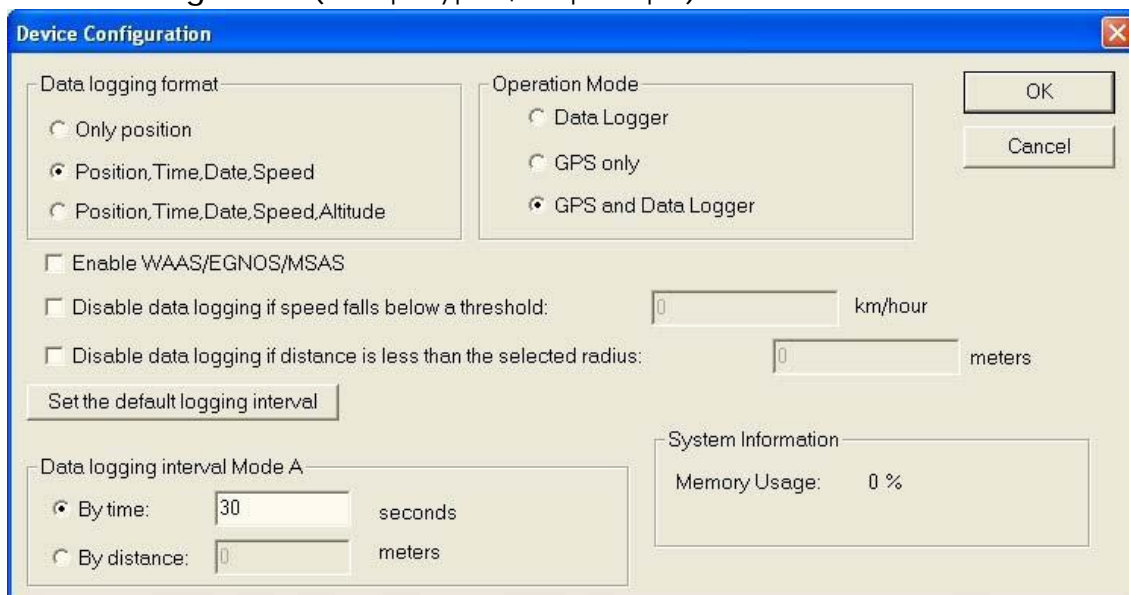 Device Configuration
Data logging format
Only position
Position,Time,Date,Speed
Position,Time,Date,Speed,Altitude
Operation Mode
Data Logger
GPS only
GPS and Data Logger
OK
Cancel
Enable WAAS/EGNOS/MSAS
Disable data logging if speed falls below a threshold: 0 km/hour
Disable data logging if distance is less than the selected radius: 0 meters
Set the default logging interval
Data logging interval Mode A
By time: 30 seconds
By distance: 0 meters
System Information
Memory Usage: 0 %